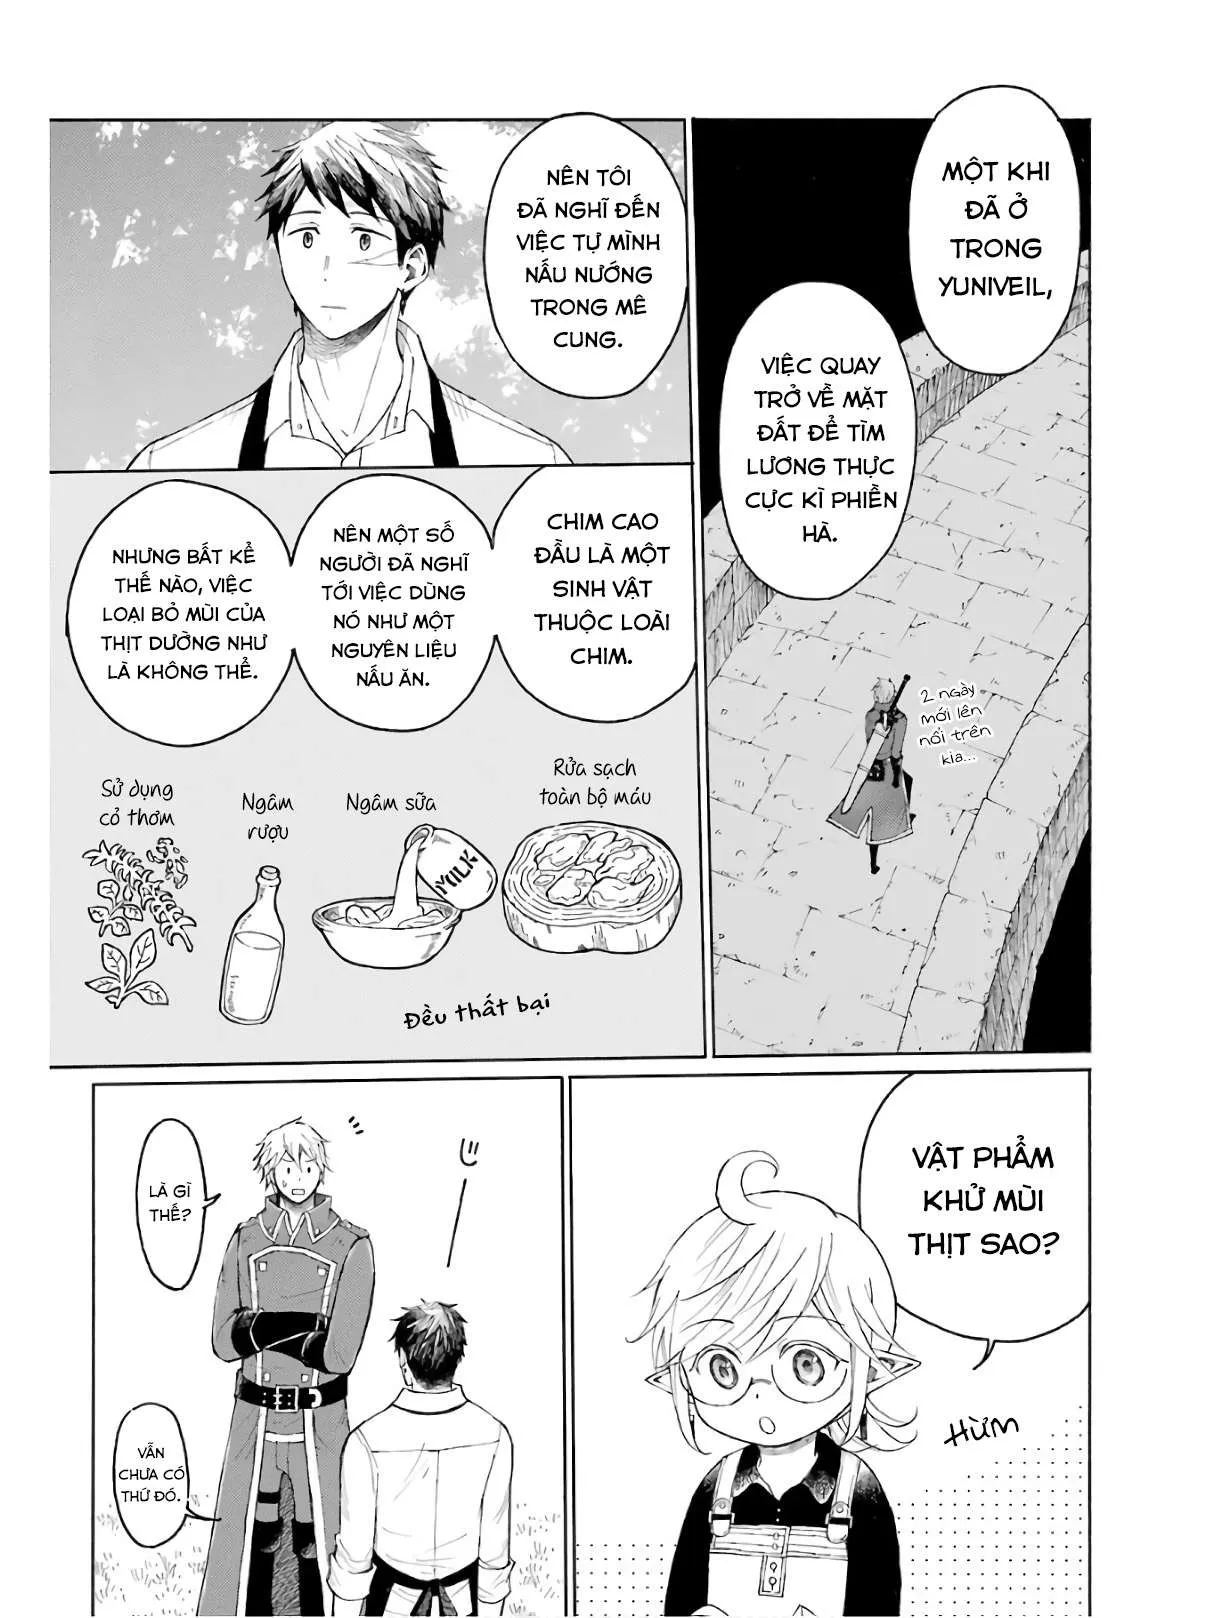 MỘT KHI
ĐÃ Ở
TRONG
YUNIVEIL,
VIỆC QUAY
TRỞ VỀ MẶT
ĐẤT ĐỂ TÌM
LƯƠNG THỰC
CỰC KÌ PHIỀN
HÀ.
2 ngày
mới lên
nổi trên
kia...
NÊN TÔI
ĐÃ NGHĨ ĐẾN
VIỆC TỰ MÌNH
NẤU NƯỚNG
TRONG MÊ
CUNG.
CHIM CAO
ĐẦU LÀ MỘT
SINH VẬT
THUỘC LOÀI
CHIM.
NÊN MỘT SỐ
NGƯỜI ĐÃ NGHĨ
TỚI VIỆC DÙNG
NÓ NHƯ MỘT
NGUYÊN LIỆU
NẤU ĂN.
NHƯNG BẤT KỂ
THẾ NÀO, VIỆC
LOẠI BỎ MÙI CỦA
THỊT DƯỜNG NHƯ
LÀ KHÔNG THỂ.
Rửa sạch
toàn bộ máu
Ngâm sữa
MILK
Ngâm
rượu
Sử dụng
cỏ thơm
Đều thất bại
VẬT PHẨM
KHỬ MÙI
THỊT SAO?
HỪM
じ
LÀ GÌ
THẾ?
VẪN
CHƯA CÓ
THỨ ĐÓ.